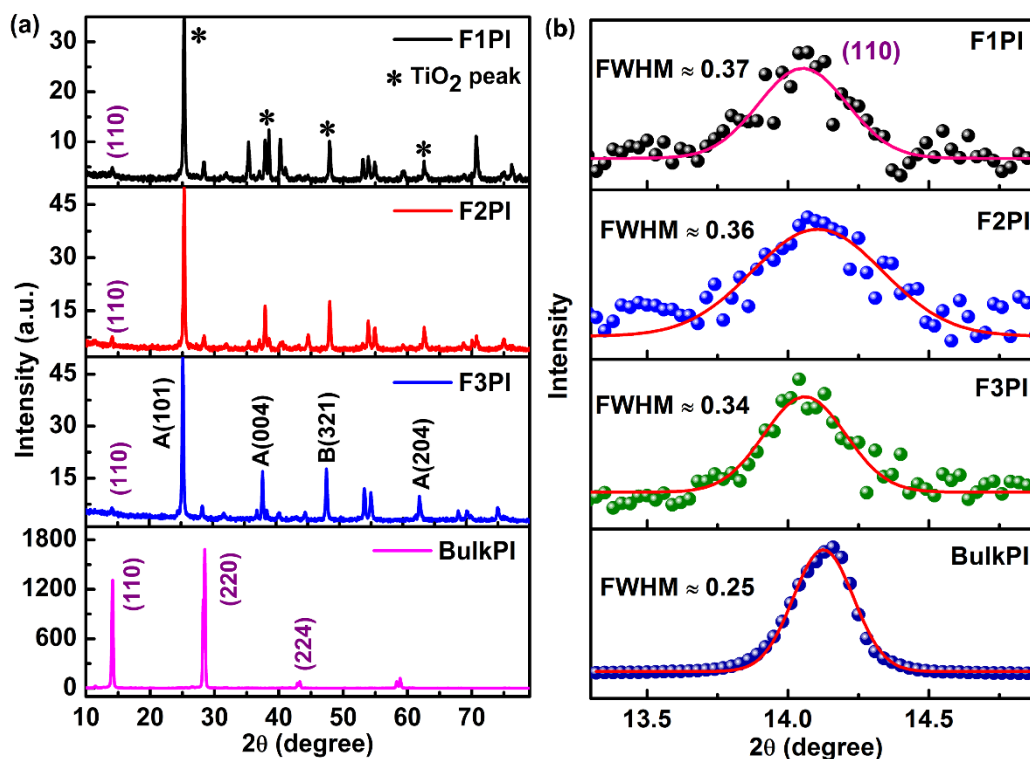 (a)
30
20
10
(110)
*
F1PI
* TiO2 peak
*
*
*
45
30
15
(110)
F2PI
45
30
15
(110)
A(101)
A(004)
B(321)
A(204)
F3PI
1800
1200
600
0
(110)
(220)
(224)
BulkPI
10 20 30 40 50 60 70
2θ (degree)
Intensity (a.u.)
(b)
F1PI
FWHM ≈ 0.37
(110)
F2PI
FWHM ≈ 0.36
F3PI
FWHM ≈ 0.34
BulkPI
FWHM ≈ 0.25
13.5 14.0 14.5
2θ (degree)
Intensity